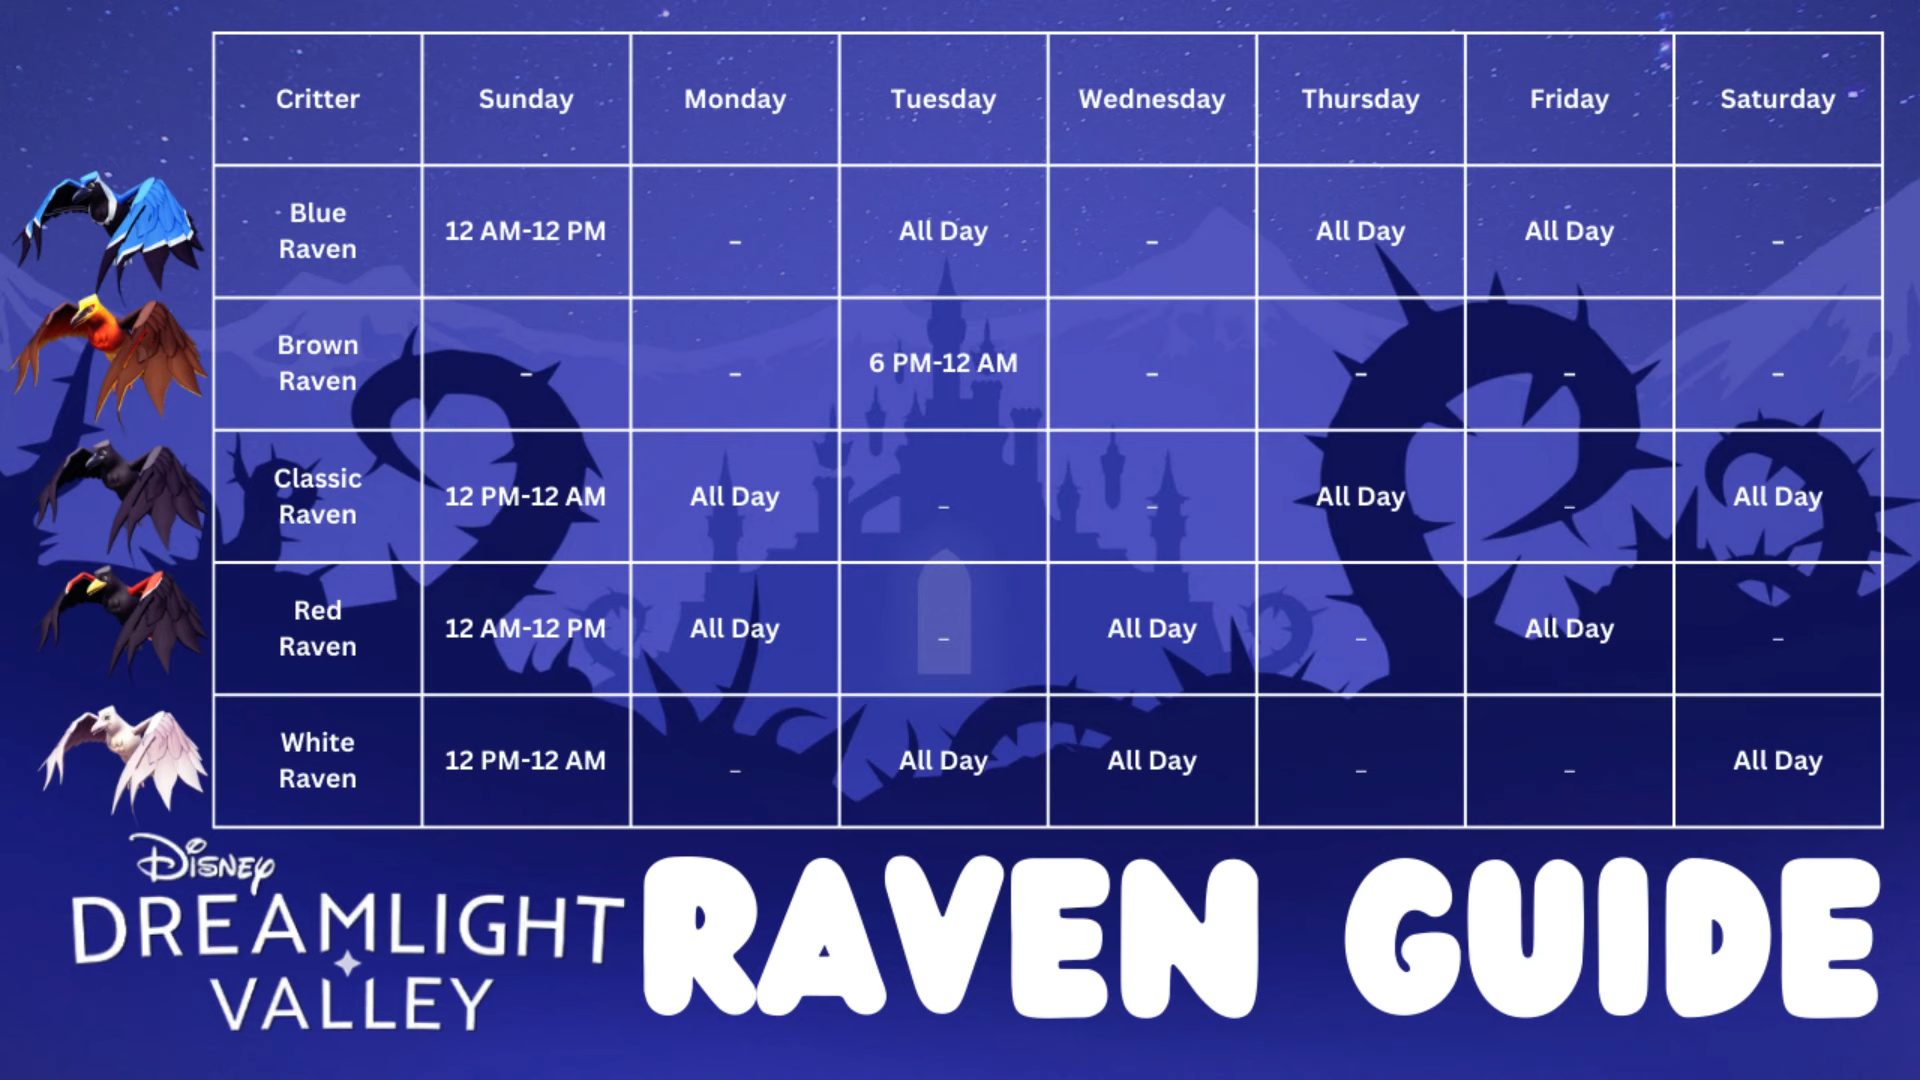 Critter Sunday Monday Tuesday Wednesday Thursday Friday Saturday
Blue
Raven
12 AM-12 PM _ All Day _ All Day All Day _
Brown
Raven
_ _ 6 PM-12 AM _ _ _ _
Classic
Raven
12 PM-12 AM All Day _ _ All Day _ All Day
Red
Raven
12 AM-12 PM All Day _ All Day _ All Day _
White
Raven
12 PM-12 AM _ All Day All Day _ _ All Day
Disney
DREAMLIGHT
VALLEY
RAVEN GUIDE